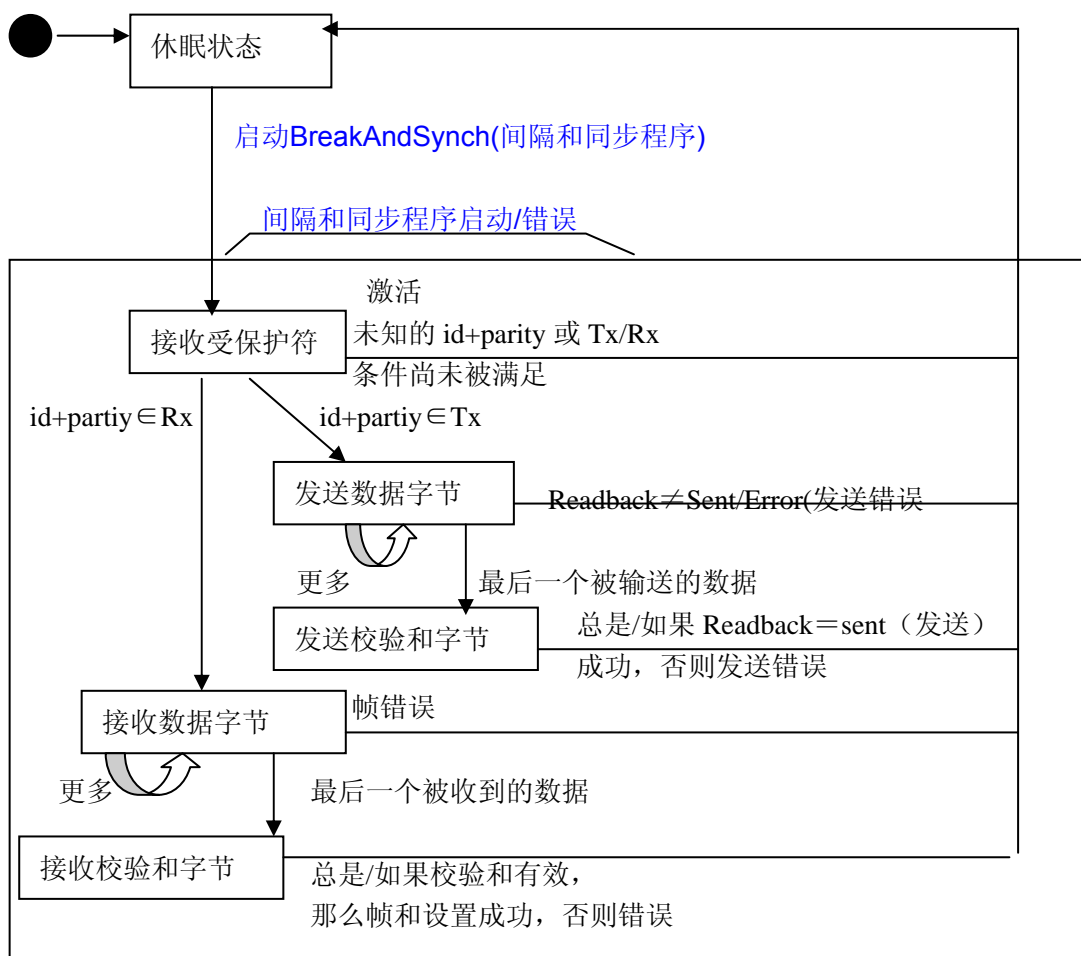 休眠状态
启动BreakAndSynch(间隔和同步程序)
间隔和同步程序启动/错误
激活
接收受保护符
未知的 id+parity 或 Tx/Rx
条件尚未被满足
id+partiy∈Rx
id+partiy∈Tx
发送数据字节
Readback≠Sent/Error(发送错误
更多
最后一个被输送的数据
发送校验和字节
总是/如果 Readback=sent（发送）
成功，否则发送错误
接收数据字节
帧错误
更多
最后一个被收到的数据
接收校验和字节
总是/如果校验和有效，
那么帧和设置成功，否则错误